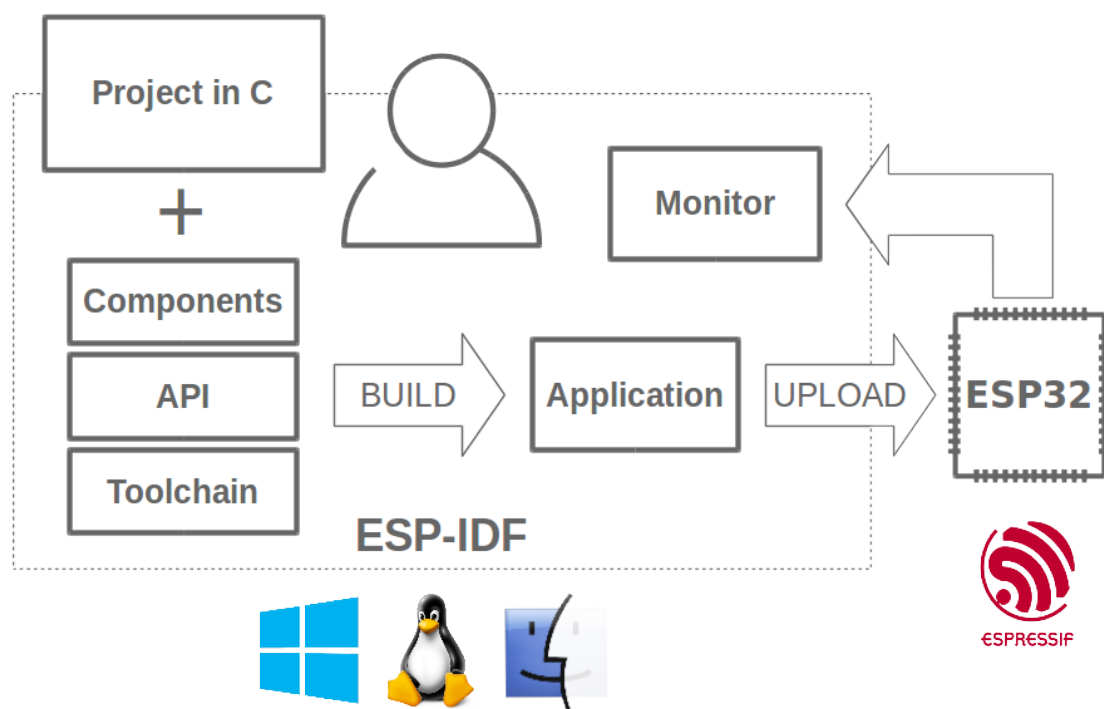 Project in C
+
Components
API
Toolchain
BUILD
Application
UPLOAD
Monitor
ESP32
ESP-IDF
ESPRESSIF